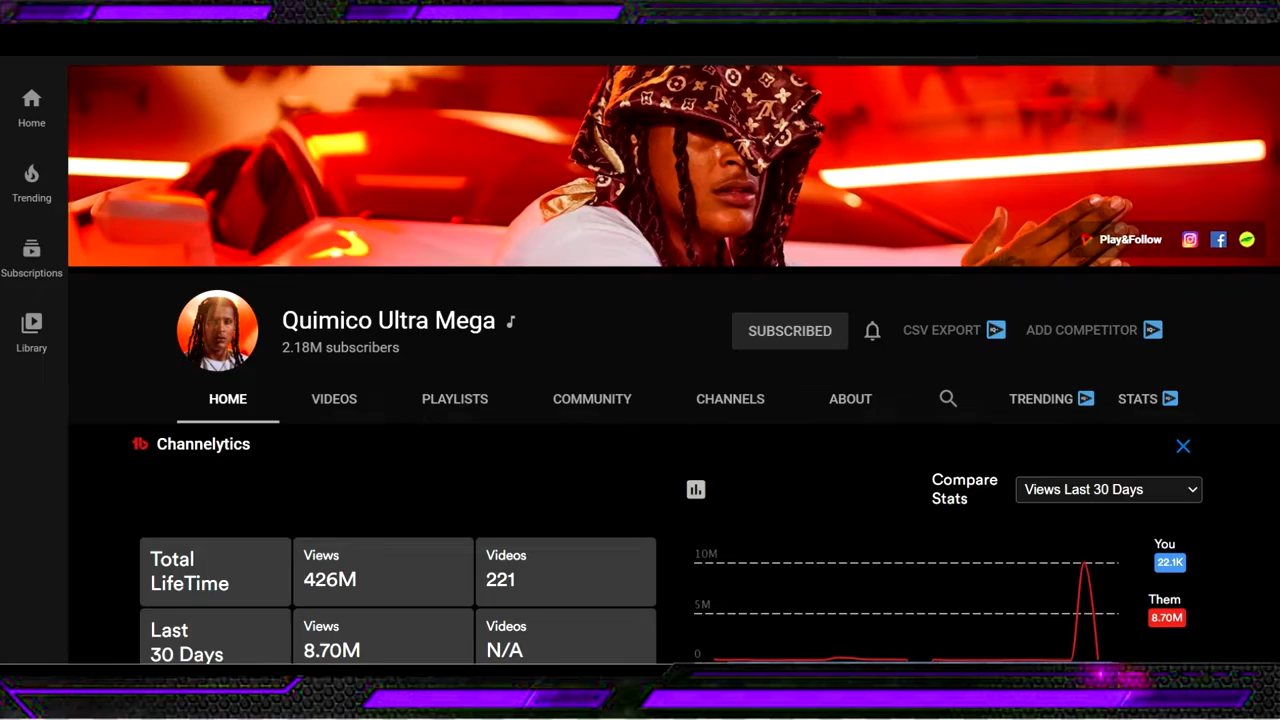 Home
Trending
Subscriptions
Library
Play&Follow
Quimico Ultra Mega
2.18M subscribers
SUBSCRIBED
CSV EXPORT
ADD COMPETITOR
HOME
VIDEOS
PLAYLISTS
COMMUNITY
CHANNELS
ABOUT
TRENDING
STATS
Channelytics
Compare
Stats
Views Last 30 Days
Total
LifeTime
Views
426M
Videos
221
Last
30 Days
Views
8.70M
Videos
N/A
10M
5M
0
You
22.1K
Them
8.70M